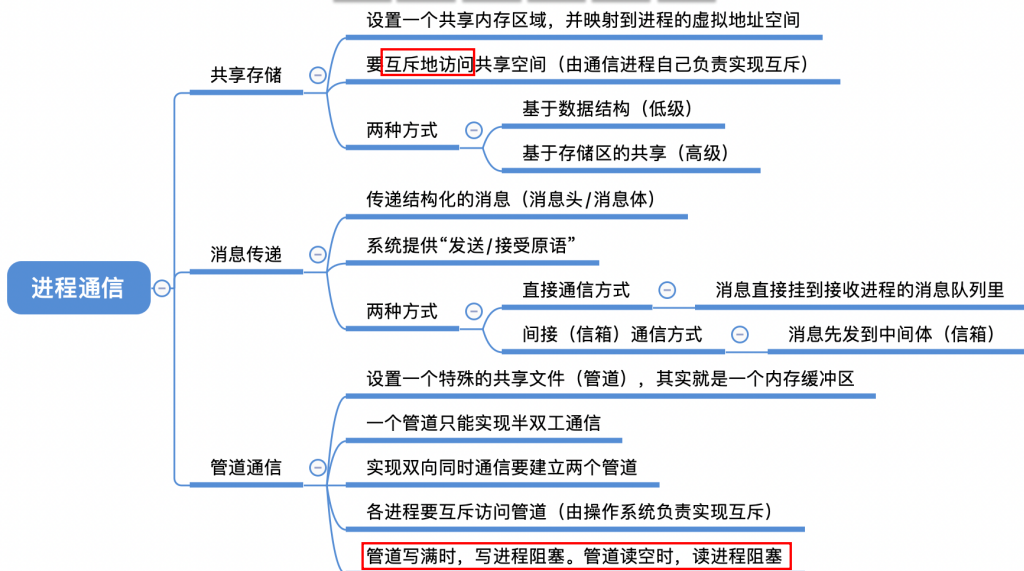 设置一个共享内存区域，并映射到进程的虚拟地址空间
要互斥地访问共享空间（由通信进程自己负责实现互斥）
共享存储
基于数据结构（低级）
两种方式
基于存储区的共享（高级）
传递结构化的消息（消息头/消息体）
系统提供“发送/接受原语”
消息传递
直接通信方式
消息直接挂到接收进程的消息队列里
两种方式
间接（信箱）通信方式
消息先发到中间体（信箱）
进程通信
设置一个特殊的共享文件（管道），其实就是一个内存缓冲区
一个管道只能实现半双工通信
管道通信
实现双向同时通信要建立两个管道
各进程要互斥访问管道（由操作系统负责实现互斥）
管道写满时，写进程阻塞。管道读空时，读进程阻塞